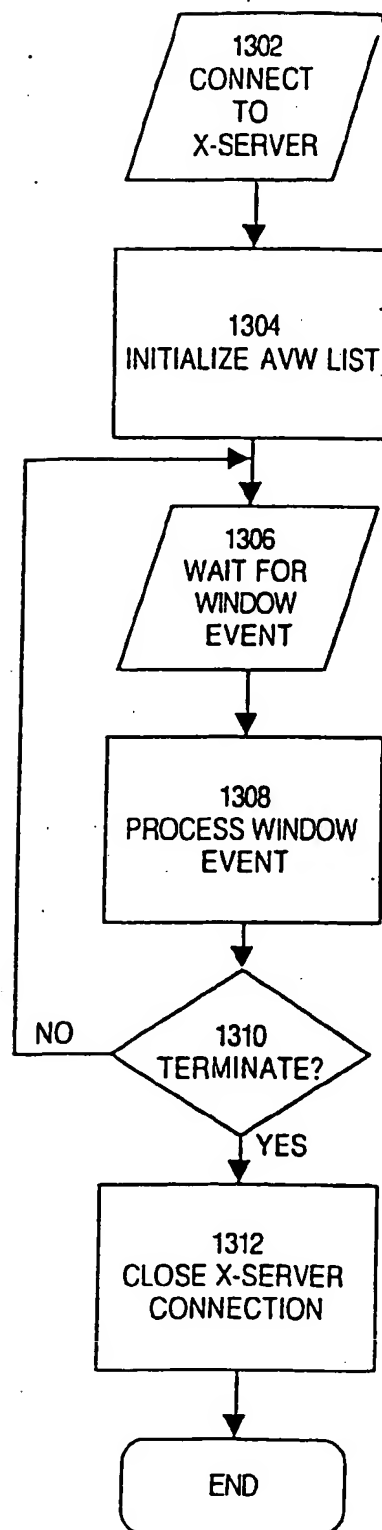 1302
CONNECT
TO
X-SERVER
1304
INITIALIZE AVW LIST
1306
WAIT FOR
WINDOW
EVENT
1308
PROCESS WINDOW
EVENT
1310
TERMINATE?
NO
YES
1312
CLOSE X-SERVER
CONNECTION
END